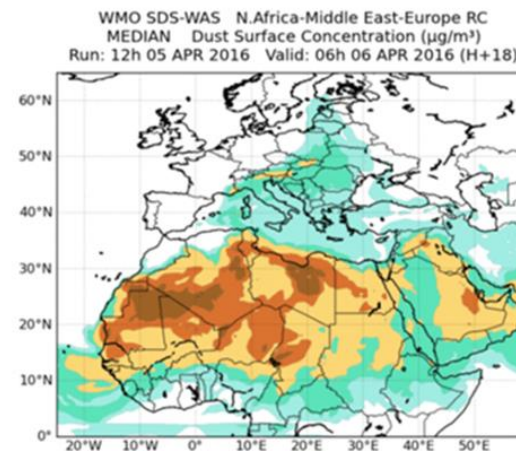 WMO SDS-WAS N.Africa-Middle East-Europe RC
MEDIAN Dust Surface Concentration (µg/m³)
Run: 12h 05 APR 2016 Valid: 06h 06 APR 2016 (H+18)
60°N
50°N
40°N
30°N
20°N
10°N
0°
20°W 10°W 0° 10°E 20°E 30°E 40°E 50°E